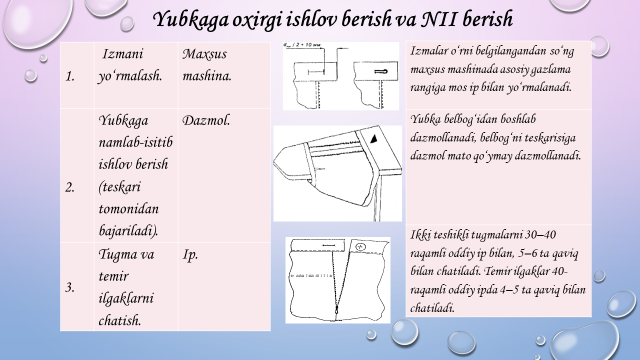 Yubkaga oxirgi ishlov berish va NII berish
1.
Izmani
yo‘rmalash.
Maxsus
mashina.
Izmalar o‘rni belgilangandan so‘ng
maxsus mashinada asosiy gazlama
rangiga mos ip bilan yo‘rmalanadi.
2.
Yubkaga
namlab-isitib
ishlov berish
(teskari
tomonidan
bajariladi).
Dazmol.
Yubka belbog‘idan boshlab
dazmollanadi, belbog‘ni teskarisiga
dazmol mato qo‘ymay dazmollanadi.
3.
Tugma va
temir
ilgaklarni
chatish.
Ip.
Ikki teshikli tugmalarni 30–40
raqamli oddiy ip bilan, 5–6 ta qaviq
bilan chatiladi. Temir ilgaklar 40-
raqamli oddiy ipda 4–5 ta qaviq bilan
chatiladi.